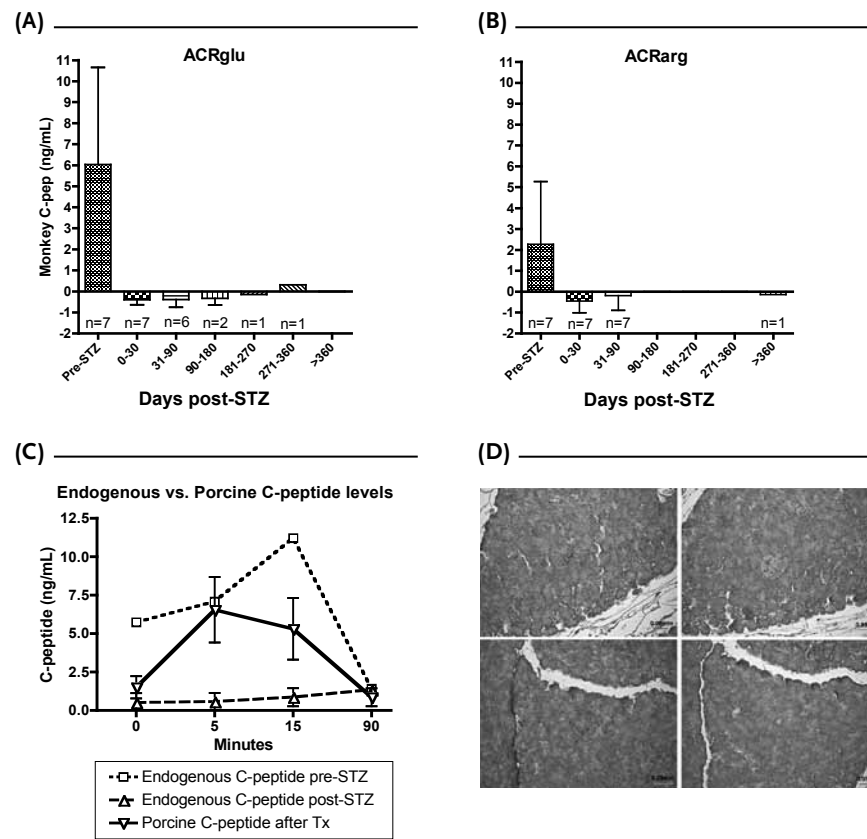 (A)
ACRglu
Monkey C-pep (ng/mL)
11
10
9
8
7
6
5
4
3
2
1
0
-1
-2
n=7 n=7 n=6 n=2 n=1 n=1
Pre-STZ 0-30 31-90 90-180 181-270 271-360 >360
Days post-STZ
(B)
ACRarg
11
10
9
8
7
6
5
4
3
2
1
0
-1
-2
n=7 n=7 n=7 n=1
Pre-STZ 0-30 31-90 90-180 181-270 271-360 >360
Days post-STZ
(C)
Endogenous vs. Porcine C-peptide levels
C-peptide (ng/mL)
12.5
10.0
7.5
5.0
2.5
0.0
0 5 15 90
Minutes
Endogenous C-peptide pre-STZ
Endogenous C-peptide post-STZ
Porcine C-peptide after Tx
(D)